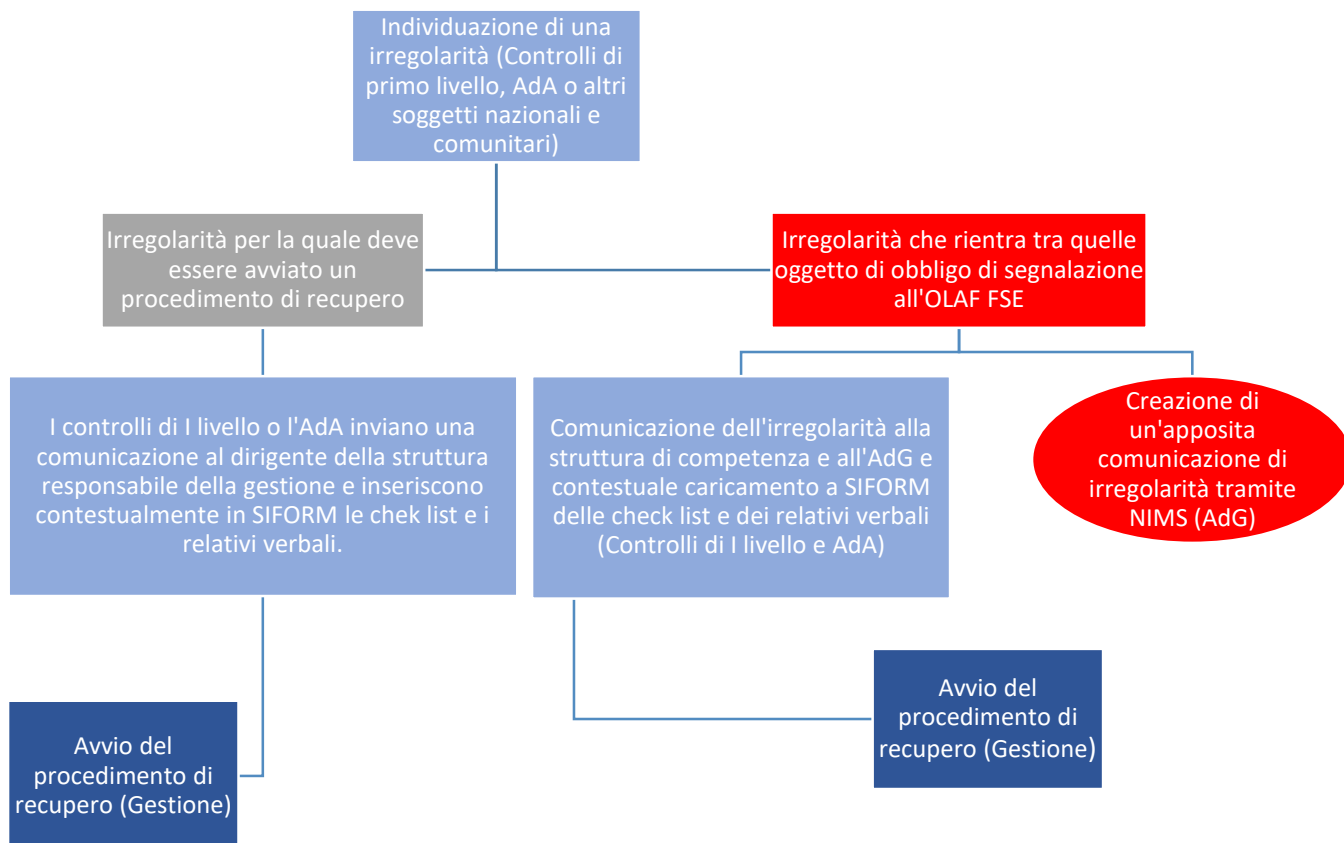 Individuazione di una
irregolarità (Controlli di
primo livello, AdA o altri
soggetti nazionali e
comunitari)
Irregolarità per la quale deve
essere avviato un
procedimento di recupero
Irregolarità che rientra tra quelle
oggetto di obbligo di segnalazione
all'OLAF FSE
I controlli di I livello o l'AdA inviano una
comunicazione al dirigente della struttura
responsabile della gestione e inseriscono
contestualmente in SIFORM le chek list e i
relativi verbali.
Comunicazione dell'irregolarità alla
struttura di competenza e all'AdG e
contestuale caricamento a SIFORM
delle check list e dei relativi verbali
(Controlli di I livello e AdA)
Creazione di
un'apposita
comunicazione di
irregolarità tramite
NIMS (AdG)
Avvio del
procedimento di
recupero (Gestione)
Avvio del
procedimento di
recupero (Gestione)